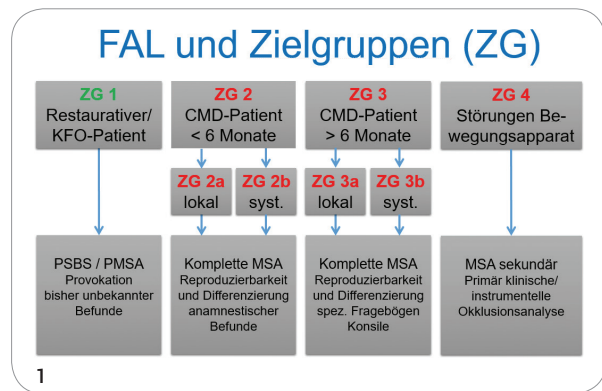 FAL und Zielgruppen (ZG)
ZG 1
Restaurativer/
KFO-Patient
ZG 2
CMD-Patient
< 6 Monate
ZG 3
CMD-Patient
> 6 Monate
ZG 4
Störungen Be-
wegungsapparat
ZG 2a
lokal
ZG 2b
syst.
ZG 3a
lokal
ZG 3b
syst.
PSBS / PMSA
Provokation
bisher unbekannter
Befunde
Komplette MSA
Reproduzierbarkeit
und Differenzierung
anamnestischer
Befunde
Komplette MSA
Reproduzierbarkeit
und Differenzierung
spez. Fragebögen
Konsile
MSA sekundär
Primär klinische/
instrumentelle
Okklusionsanalyse
1